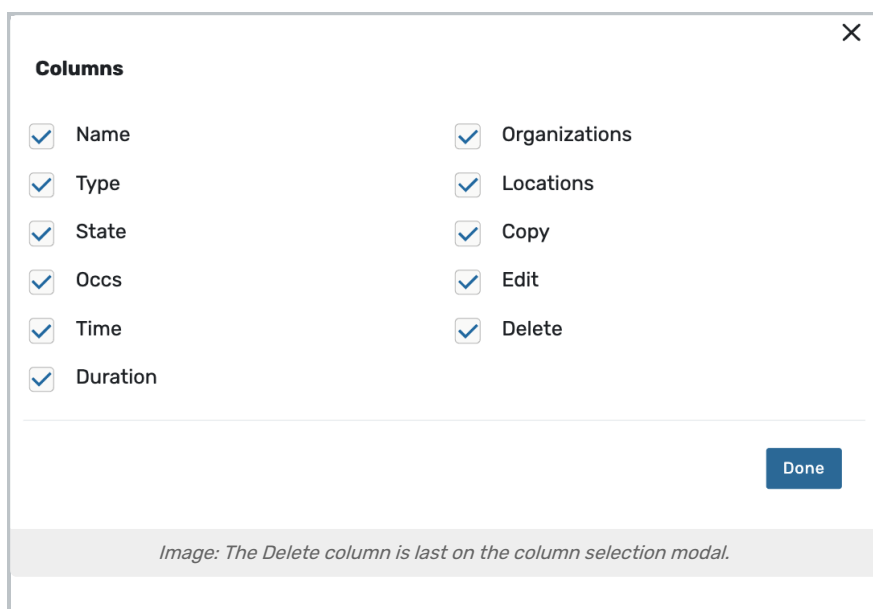 Columns
Name
Type
State
Occs
Time
Duration
Organizations
Locations
Copy
Edit
Delete
Done
Image: The Delete column is last on the column selection modal.